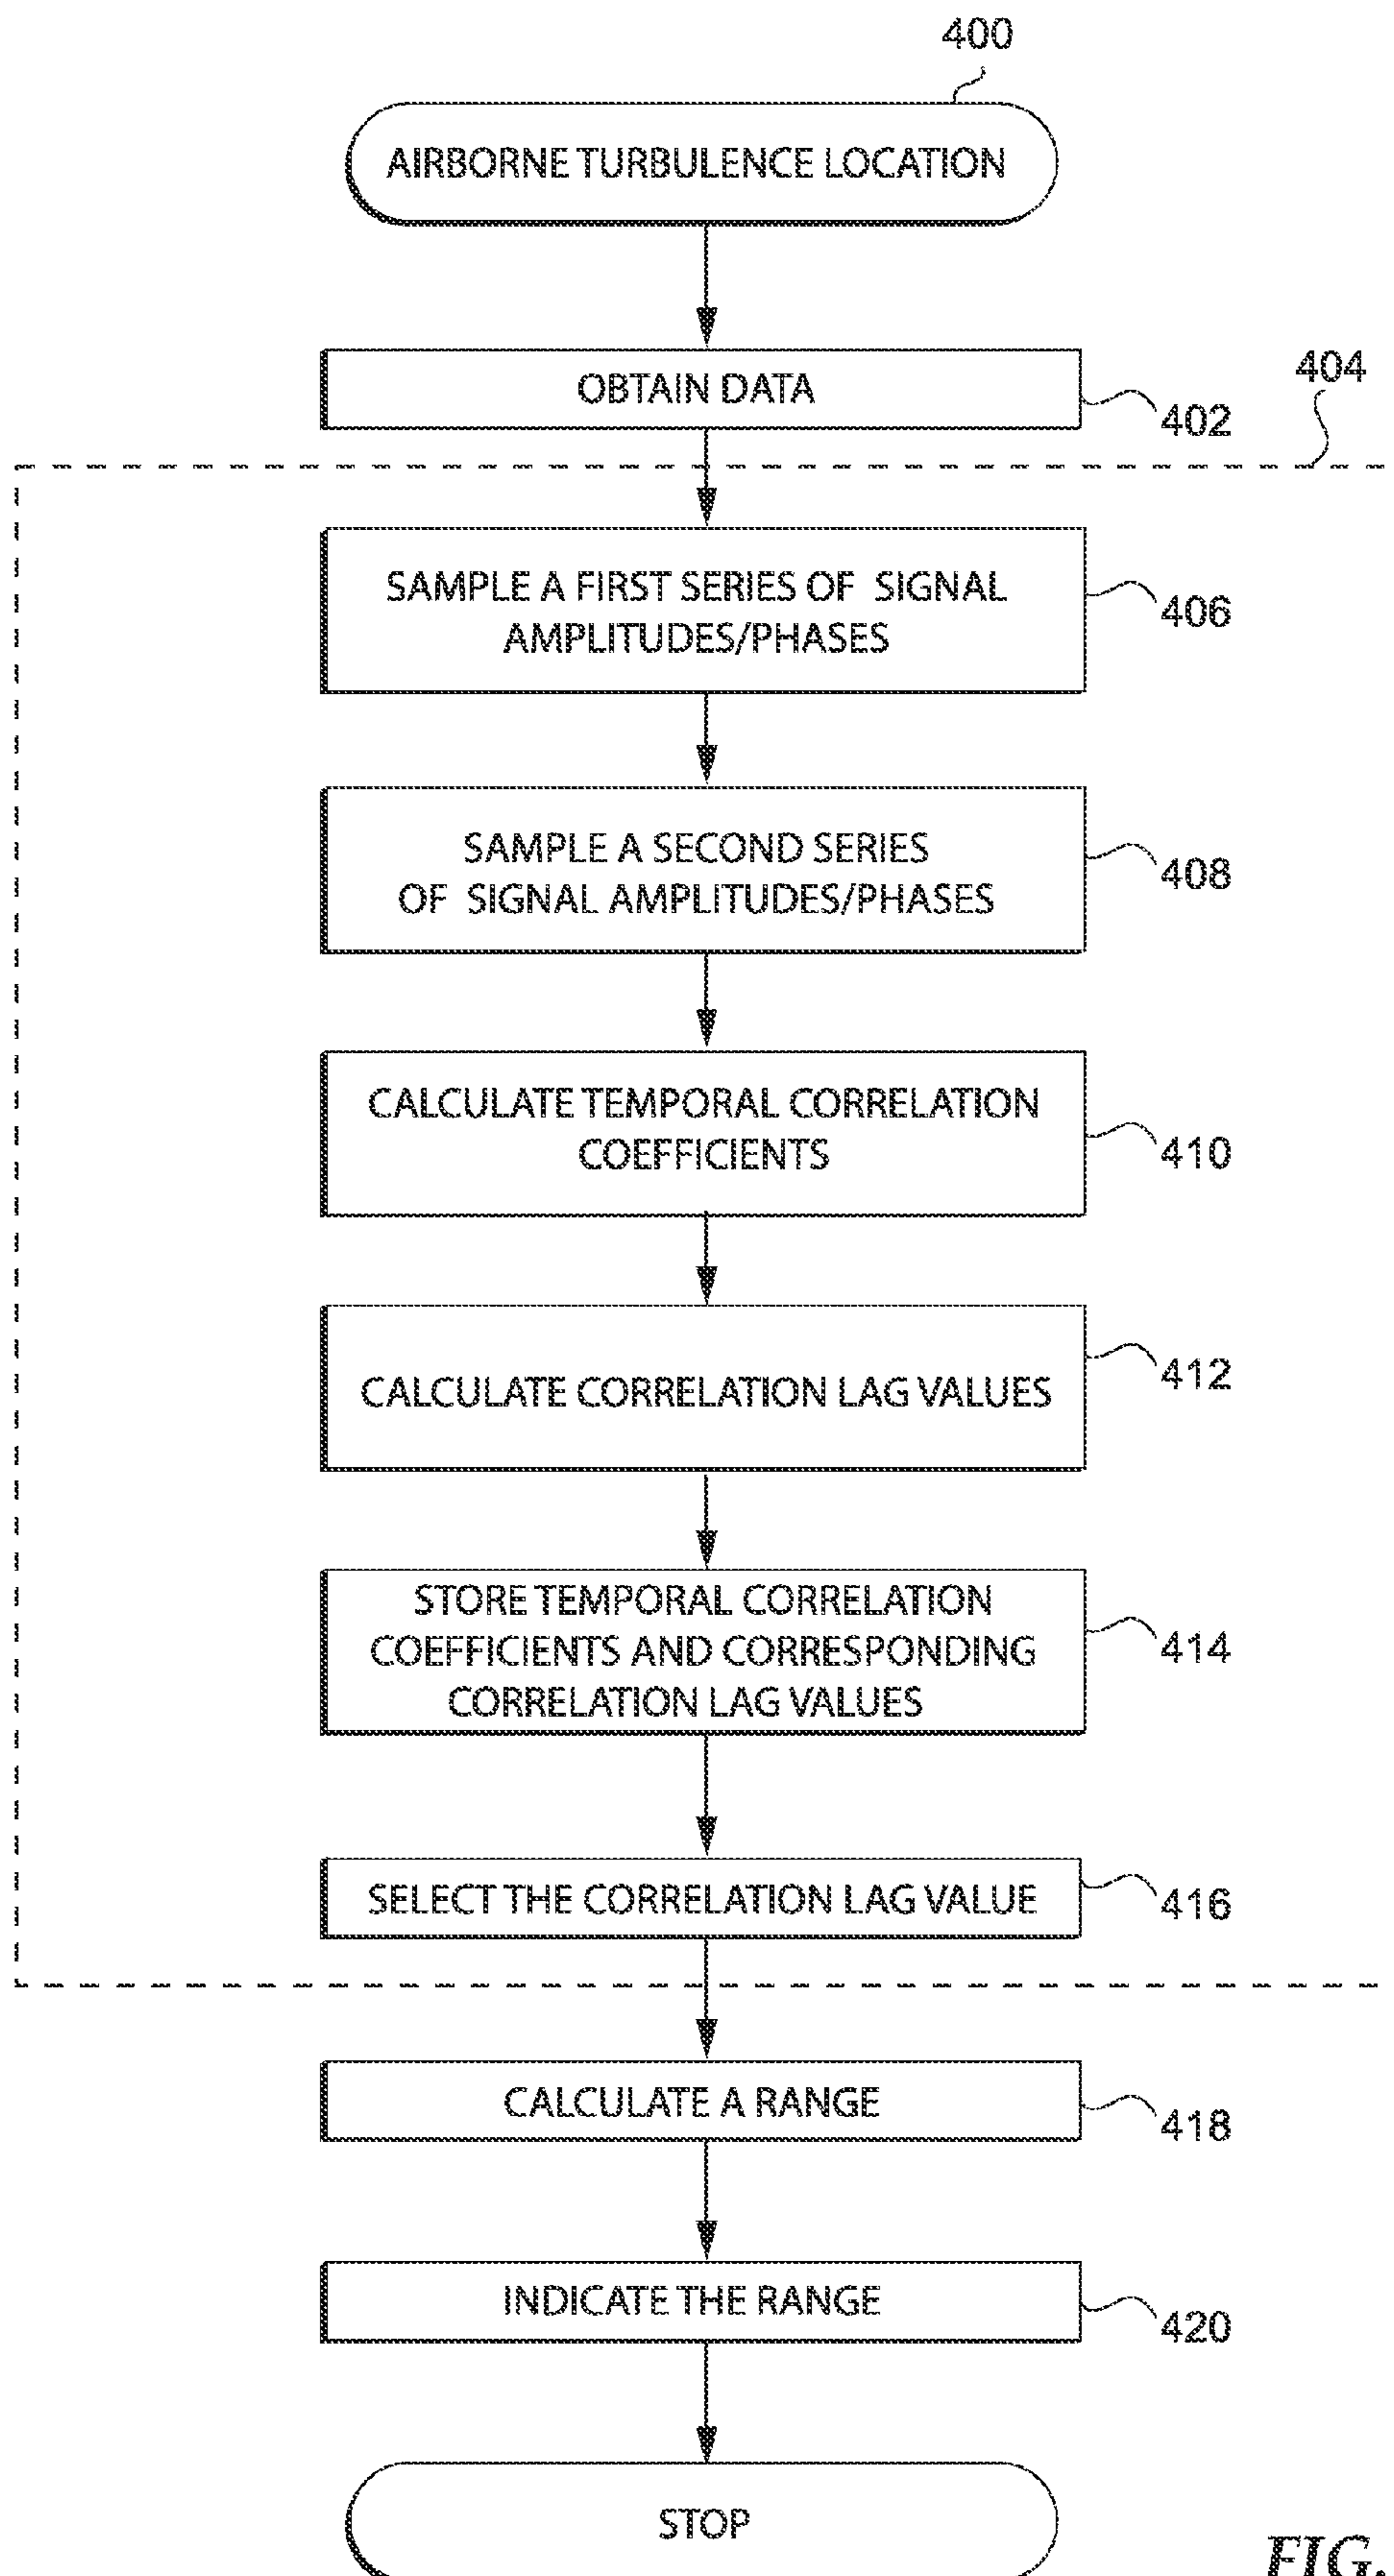 400
AIRBORNE TURBULENCE LOCATION
OBTAIN DATA
402
404
SAMPLE A FIRST SERIES OF SIGNAL
AMPLITUDES/PHASES
406
SAMPLE A SECOND SERIES
OF SIGNAL AMPLITUDES/PHASES
408
CALCULATE TEMPORAL CORRELATION
COEFFICIENTS
410
CALCULATE CORRELATION LAG VALUES
412
STORE TEMPORAL CORRELATION
COEFFICIENTS AND CORRESPONDING
CORRELATION LAG VALUES
414
SELECT THE CORRELATION LAG VALUE
416
CALCULATE A RANGE
418
INDICATE THE RANGE
420
STOP
FIG.